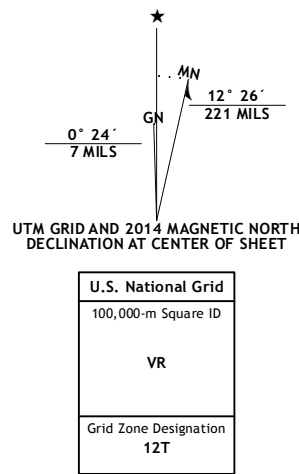 MN
GN
12° 26´
221 MILS
0° 24´
7 MILS
UTM GRID AND 2014 MAGNETIC NORTH
DECLINATION AT CENTER OF SHEET
U.S. National Grid
100,000-m Square ID
VR
Grid Zone Designation
12T